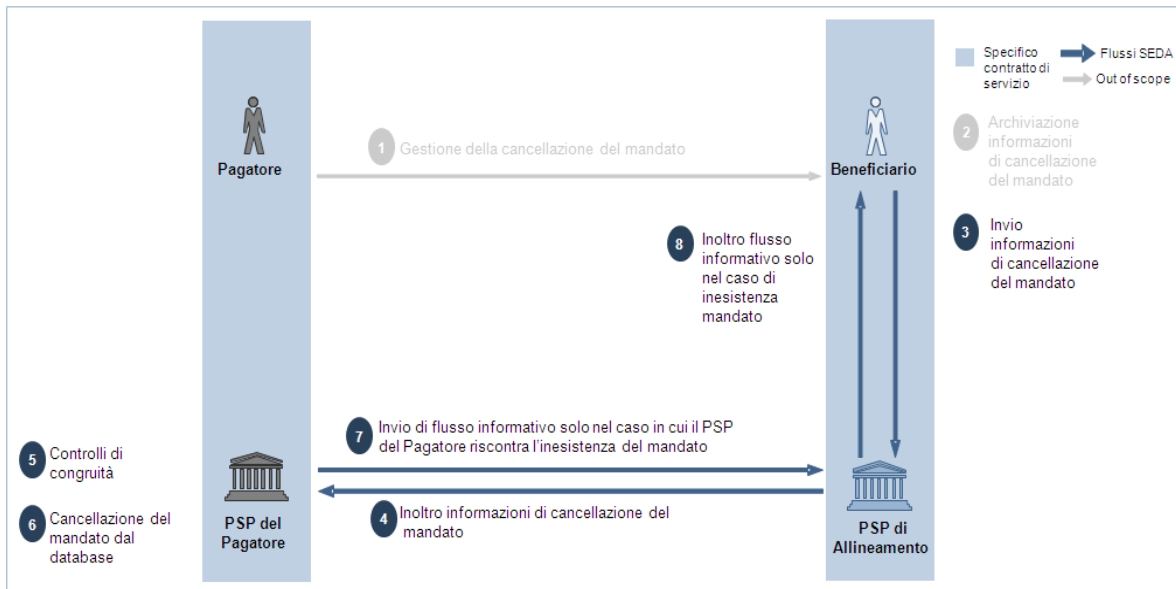 Specifico
contratto di
servizio
Flussi SEDA
Out of scope
Pagatore
1
Gestione della cancellazione del mandato
Beneficiario
2
Archiviazione
informazioni
di cancellazione
del mandato
3
Invio
informazioni
di cancellazione
del mandato
8
Inoltro flusso
informativo solo
nel caso di
inesistenza
mandato
7
Invio di flusso informativo solo nel caso in cui il PSP
del Pagatore riscontra l'inesistenza del mandato
5
Controlli di
congruità
6
Cancellazione del
mandato dal
database
PSP del
Pagatore
4
Inoltro informazioni di cancellazione del
mandato
PSP di
Allineamento